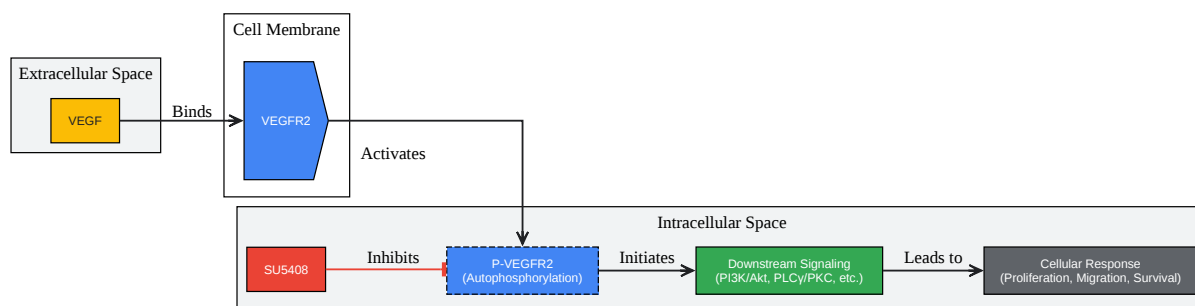 Cell Membrane
Extracellular Space
VEGF
Binds
VEGFR2
Activates
Intracellular Space
SU5408
Inhibits
P-VEGFR2
(Autophosphorylation)
Initiates
Downstream Signaling
(PI3K/Akt, PLCγ/PKC, etc.)
Leads to
Cellular Response
(Proliferation, Migration, Survival)